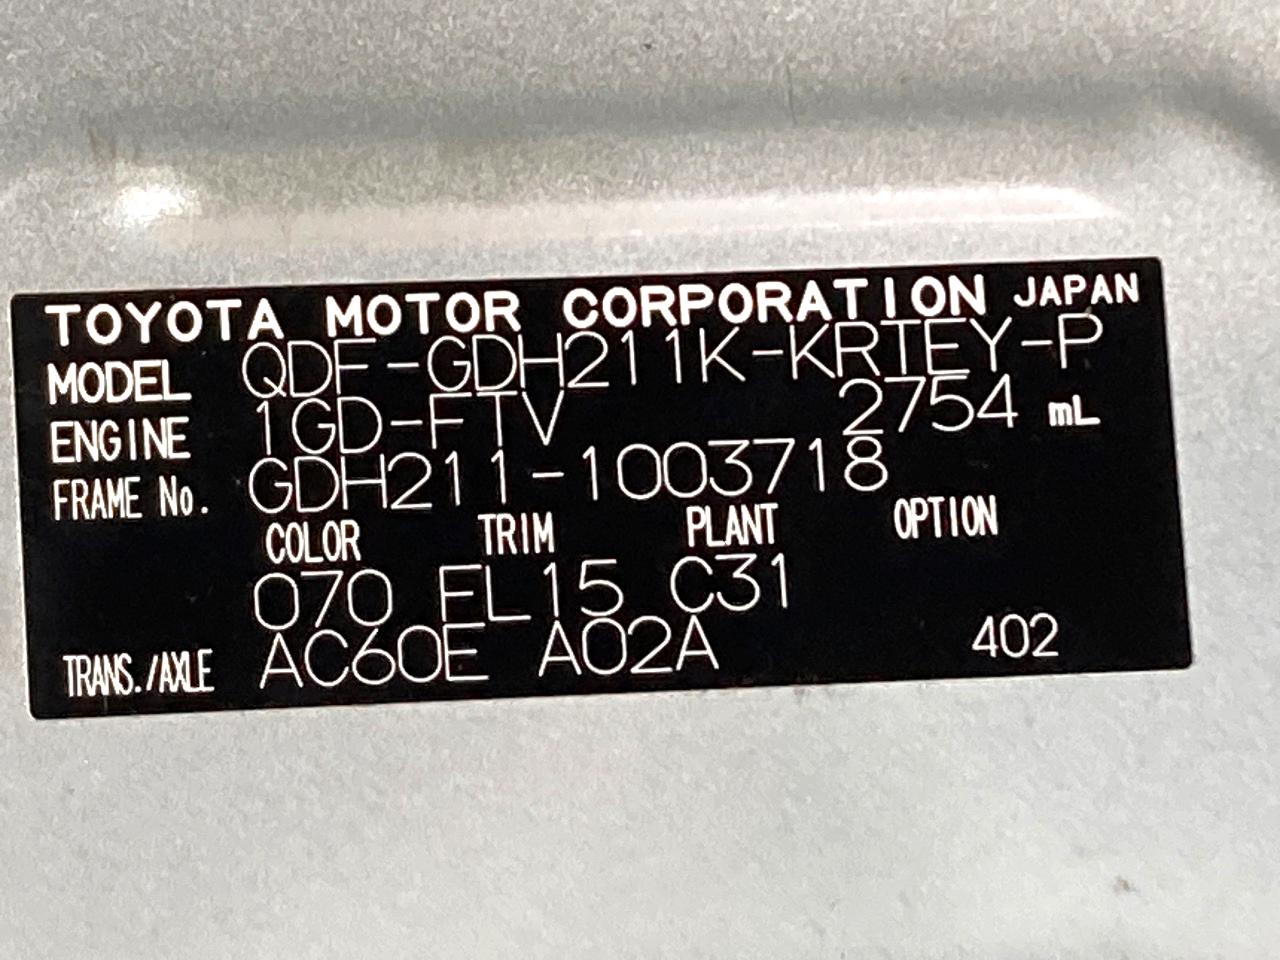 TOYOTA MOTOR CORPORATION JAPAN
MODEL QDF-GDH211K-KRTEY-P
ENGINE 1GD-FTV 2754 mL
FRAME No. GDH211-1003718
COLOR TRIM PLANT OPTION
070 FL15 C31
TRANS./AXLE AC60E A02A 402